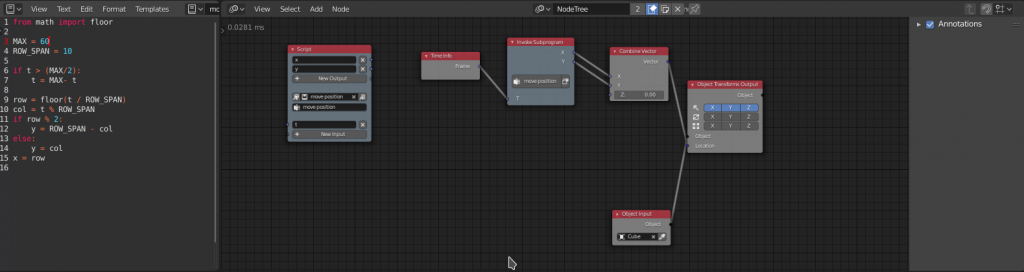 View Text Edit Format Templates mo
1 from math import floor
2
3 MAX = 60
4 ROW_SPAN = 10
5
6 if t > (MAX/2):
7 t = MAX- t
8
9 row = floor(t / ROW_SPAN)
10 col = t % ROW_SPAN
11 if row % 2:
12 y = ROW_SPAN - col
13 else:
14 y = col
15 x = row
16
View Select Add Node
NodeTree 2
0.0281 ms
Script
x
y
New Output
move position
move position
t
New Input
Time Info
Frame
Invoke Subprogram
X
Y
move position
T
Combine Vector
Vector
X
Y
Z: 0.00
Object Transforms Output
Object
X Y Z
X Y Z
X Y Z
Object
Location
Object Input
Object
Cube
Annotations